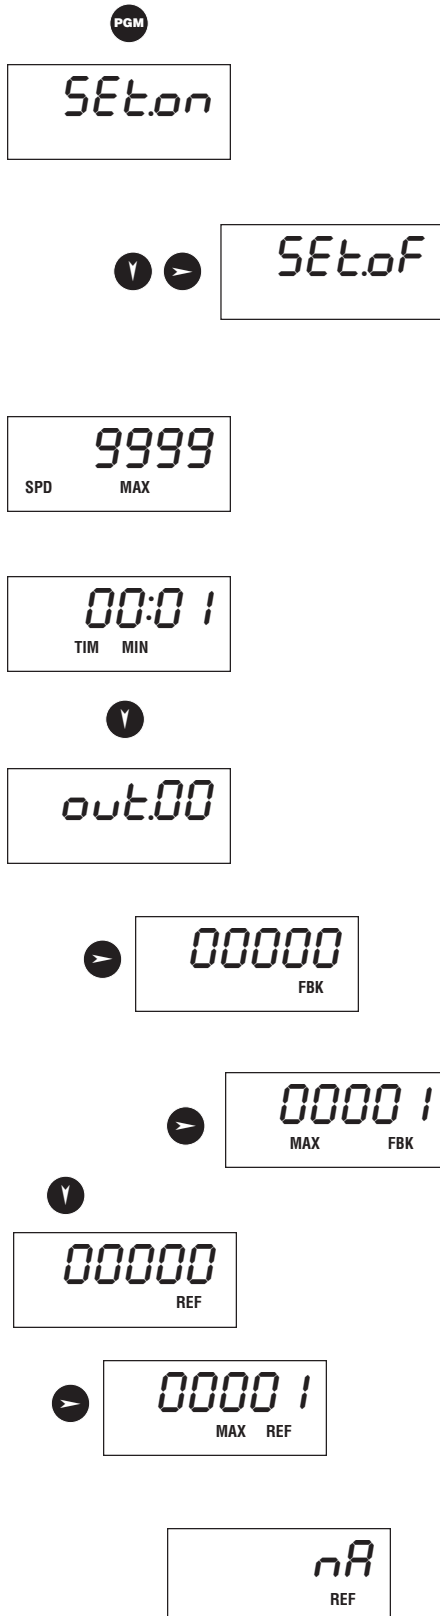 PGM
SEt.on
SEt.oF
9999
SPD MAX
00:01
TIM MIN
out.00
00000
FBK
00001
MAX FBK
00000
REF
00001
MAX REF
nA
REF